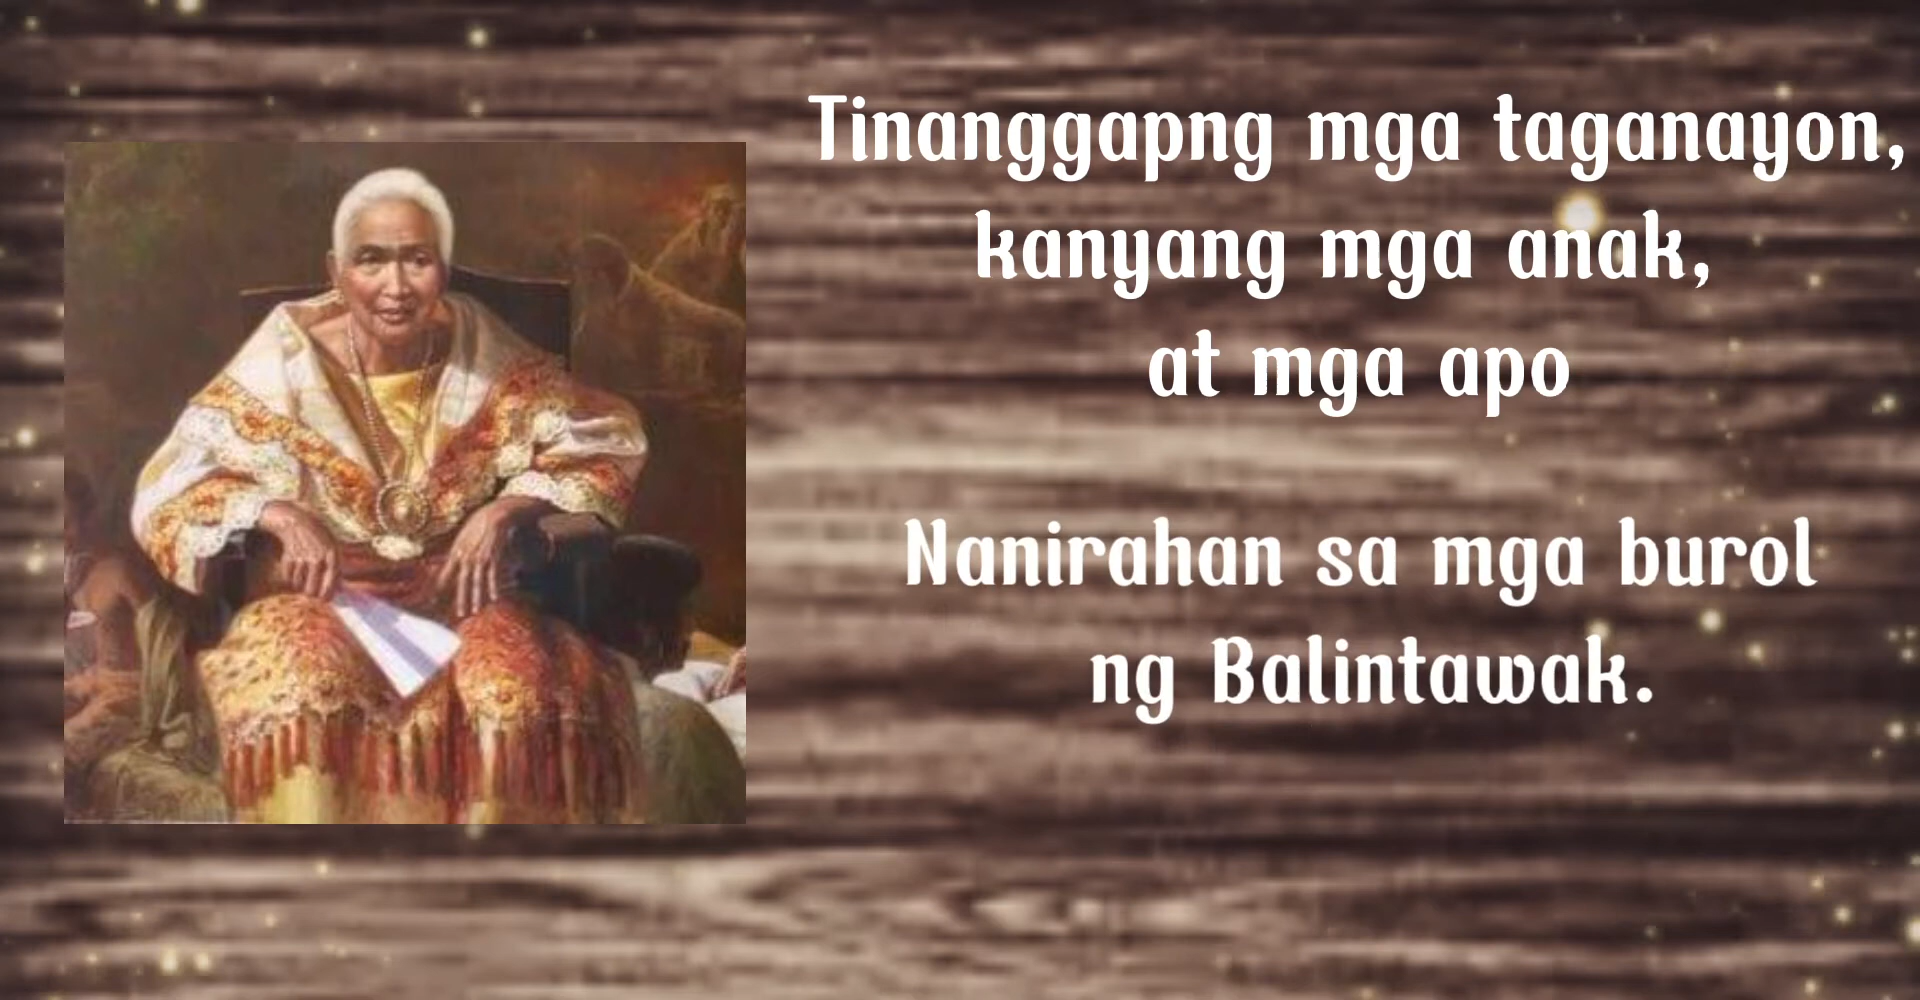 Tinanggapng mga taganayon,
kanyang mga anak,
at mga apo
Nanirahan sa mga burol
ng Balintawak.